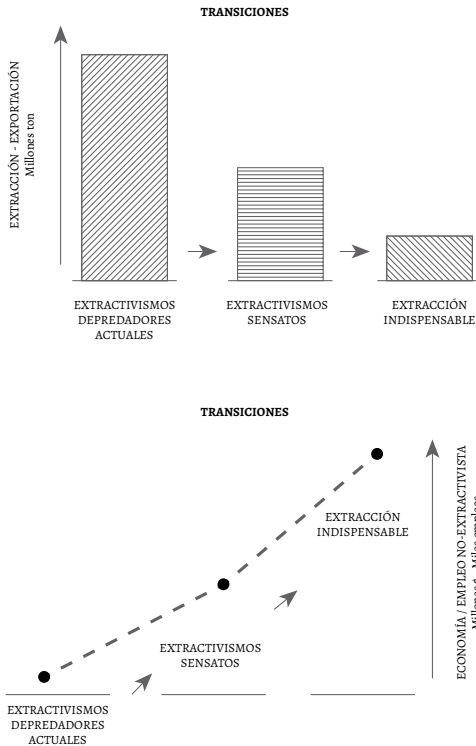 TRANSICIONES
EXTRACCIÓN - EXPORTACIÓN
Millones ton
EXTRACTIVISMOS
DEPREDADORES
ACTUALES
EXTRACTIVISMOS
SENSATOS
EXTRACCIÓN
INDISPENSABLE
TRANSICIONES
ECONOMÍA / EMPLEO NO-EXTRACTIVISTA
Millones $
EXTRACCIÓN
INDISPENSABLE
EXTRACTIVISMOS
SENSATOS
EXTRACTIVISMOS
DEPREDADORES
ACTUALES